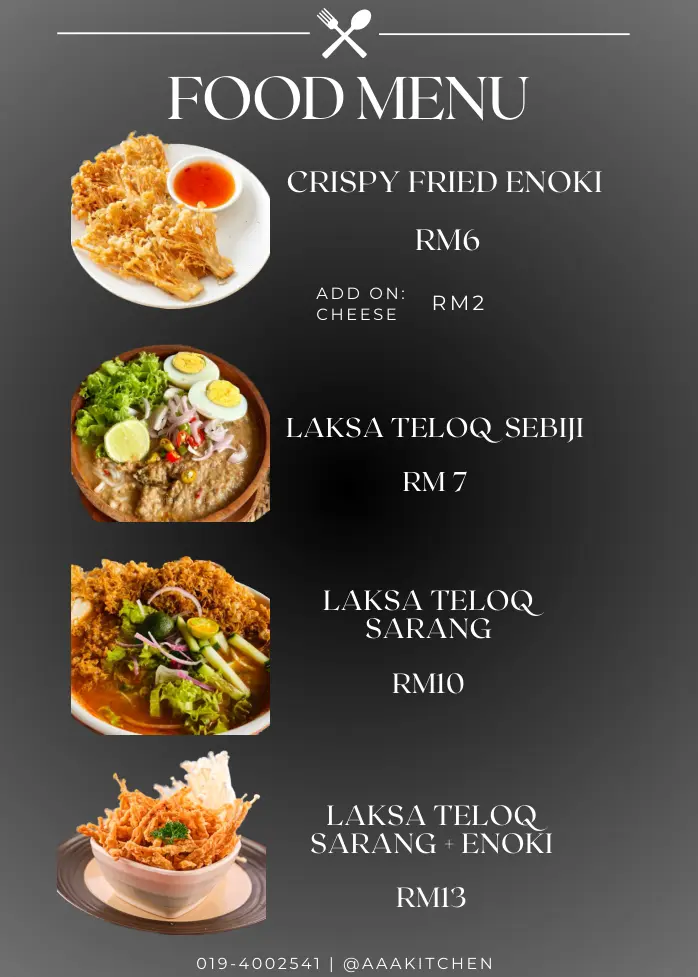 FOOD MENU
CRISPY FRIED ENOKI
RM6
ADD ON:
CHEESE
RM2
LAKSA TELOQ SEBIJI
RM 7
LAKSA TELOQ
SARANG
RM10
LAKSA TELOQ
SARANG + ENOKI
RM13
019-4002541 | @AAAKITCHEN